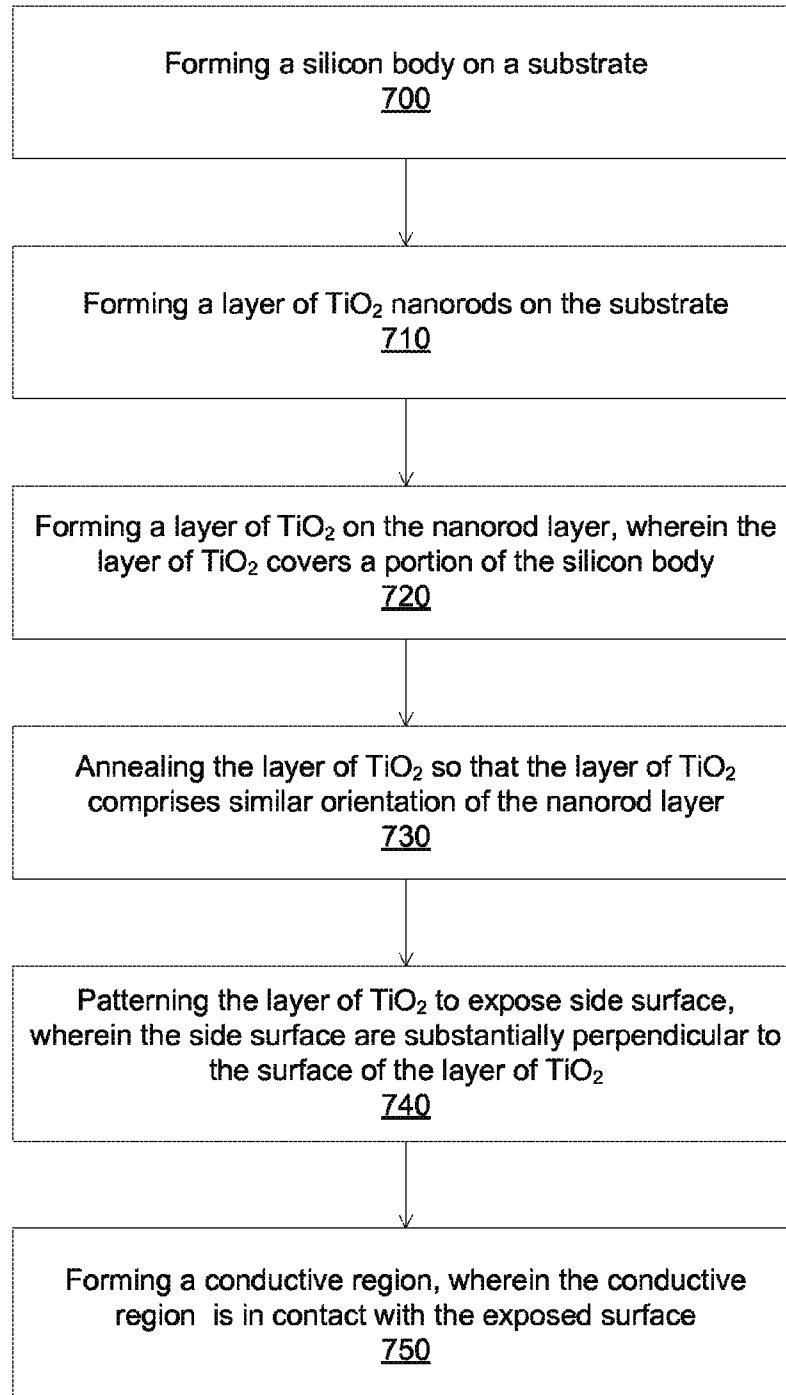 Forming a silicon body on a substrate
700
Forming a layer of TiO₂ nanorods on the substrate
710
Forming a layer of TiO₂ on the nanorod layer, wherein the
layer of TiO₂ covers a portion of the silicon body
720
Annealing the layer of TiO₂ so that the layer of TiO₂
comprises similar orientation of the nanorod layer
730
Patterning the layer of TiO₂ to expose side surface,
wherein the side surface are substantially perpendicular to
the surface of the layer of TiO₂
740
Forming a conductive region, wherein the conductive
region is in contact with the exposed surface
750